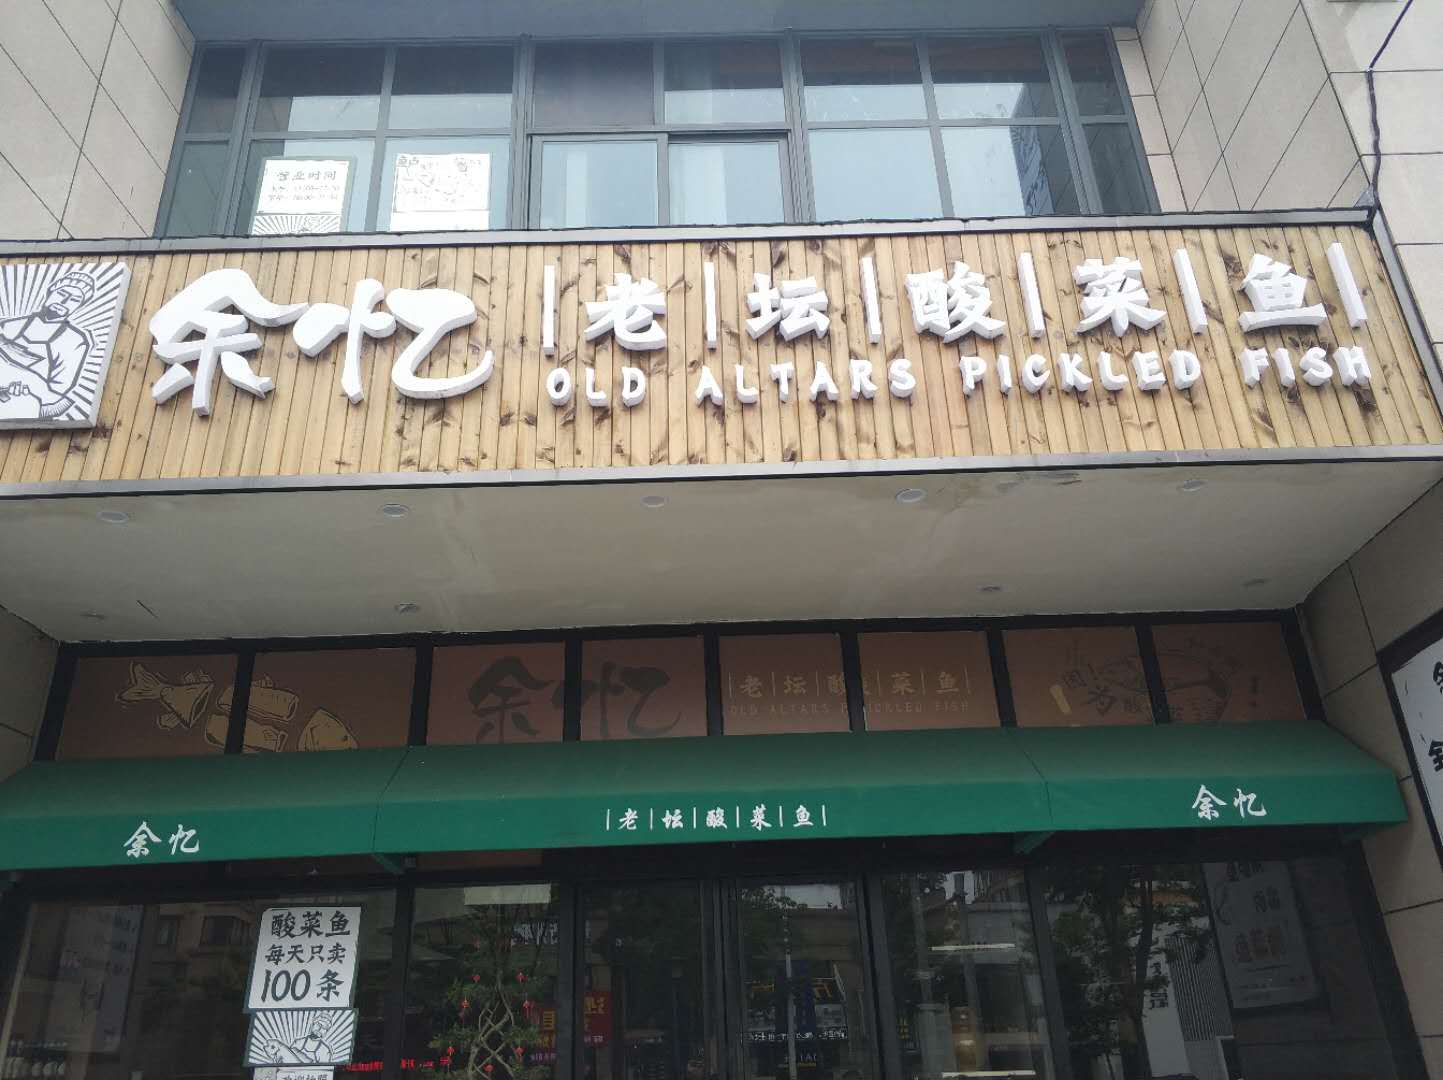 营业时间
余忆
老 | 坛 | 酸 | 菜 | 鱼
OLD ALTARS PICKLED FISH
余忆
老 | 坛 | 酸 | 菜 | 鱼
OLD ALTARS PICKLED FISH
余忆
老 | 坛 | 酸 | 菜 | 鱼
余忆
酸菜鱼
每天只卖
100条